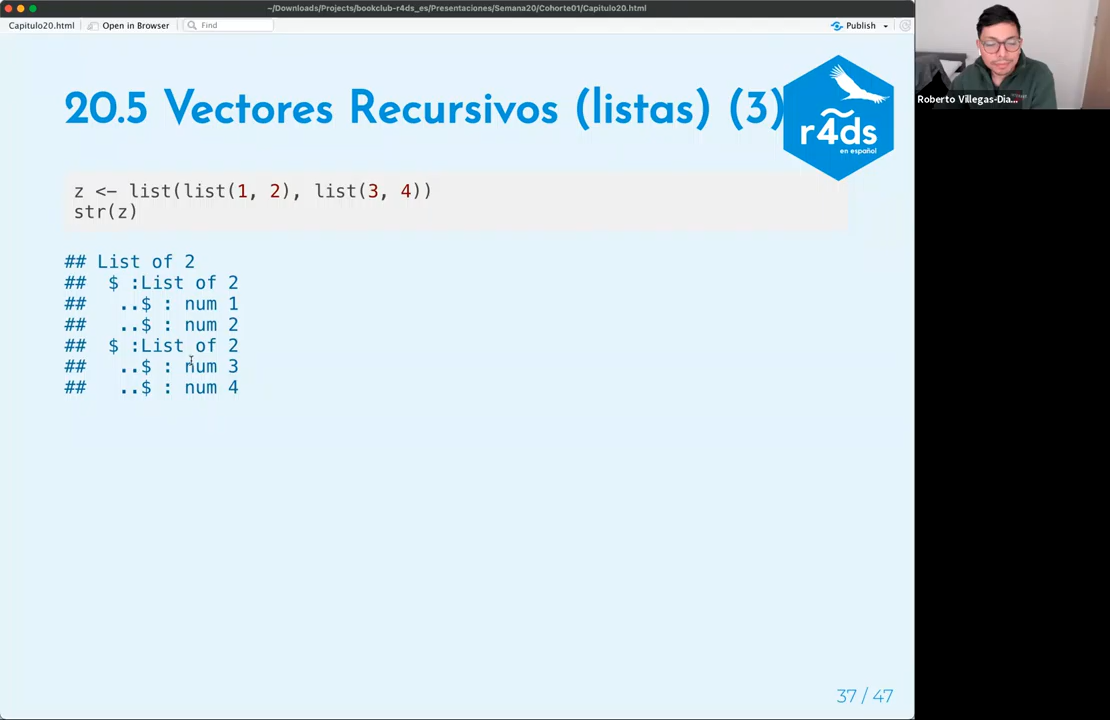 ~/Downloads/Projects/bookclub-r4ds_es/Presentaciones/Semana20/Cohorte01/Capitulo20.html
Capitulo20.html
Open in Browser
Find
Publish
20.5 Vectores Recursivos (listas) (3)
r4ds
en español
z <- list(list(1, 2), list(3, 4))
str(z)
## List of 2
##  $ :List of 2
##   ..$ : num 1
##   ..$ : num 2
##  $ :List of 2
##   ..$ : num 3
##   ..$ : num 4
37 / 47
Roberto Villegas-Dia...